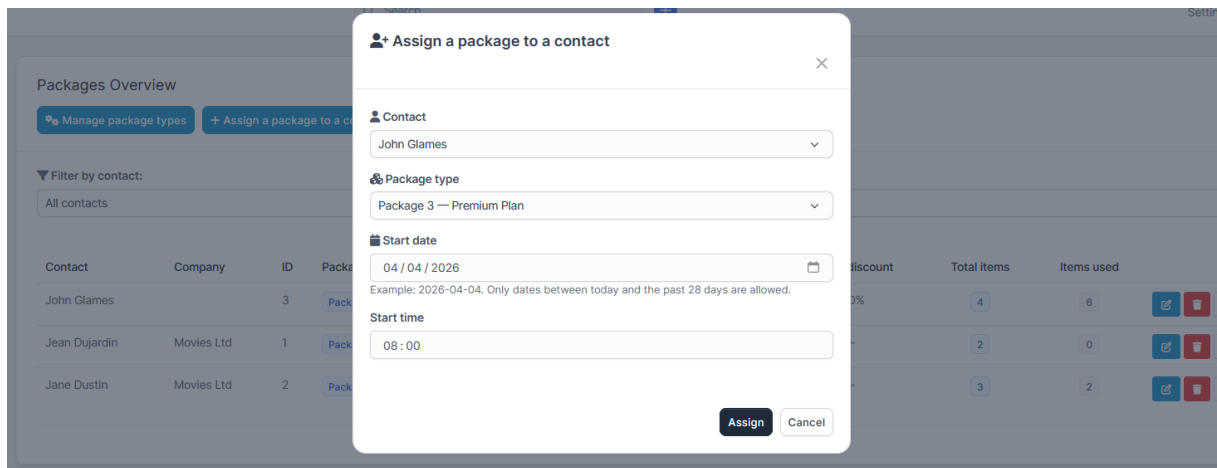 Search
Assign a package to a contact
Settin
Packages Overview
Manage package types
+ Assign a package to a co
Contact
John Glames
Package type
Package 3 — Premium Plan
Filter by contact:
All contacts
Start date
04 / 04 / 2026
Example: 2026-04-04. Only dates between today and the past 28 days are allowed.
Start time
08 : 00
Contact Company ID Packa discount Total items Items used
John Glames 3 Pack 0% 4 6
Jean Dujardin Movies Ltd 1 Pack - 2 0
Jane Dustin Movies Ltd 2 Pack - 3 2
Assign Cancel